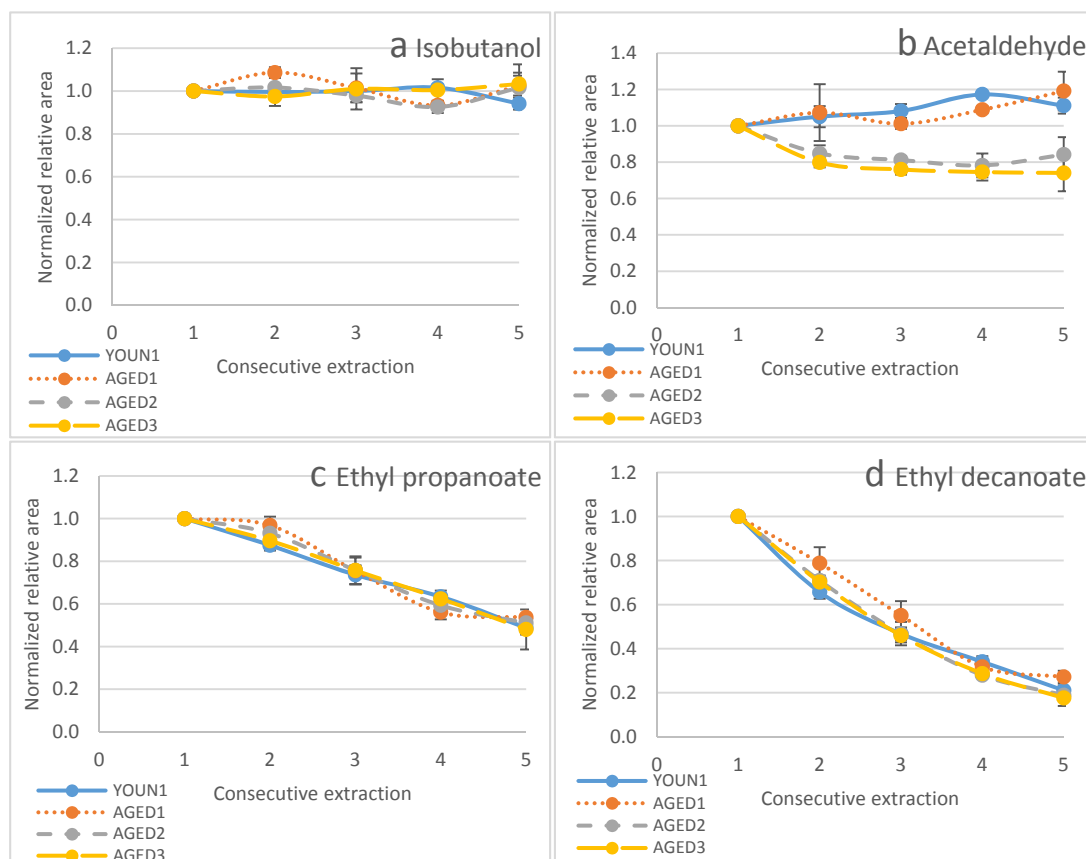 a Isobutanol
1.2
1.0
0.8
0.6
0.4
0.2
0.0
Normalized relative area
0 1 2 3 4 5
Consecutive extraction
YOUN1
AGED1
AGED2
AGED3
b Acetaldehyde
1.4
1.2
1.0
0.8
0.6
0.4
0.2
0.0
Normalized relative area
0 1 2 3 4 5
Consecutive extraction
YOUN1
AGED1
AGED2
AGED3
c Ethyl propanoate
1.2
1.0
0.8
0.6
0.4
0.2
0.0
Normalized relative area
0 1 2 3 4 5
Consecutive extraction
YOUN1
AGED1
AGED2
AGED3
d Ethyl decanoate
1.2
1.0
0.8
0.6
0.4
0.2
0.0
Normalized relative area
0 1 2 3 4 5
Consecutive extraction
YOUN1
AGED1
AGED2
AGED3